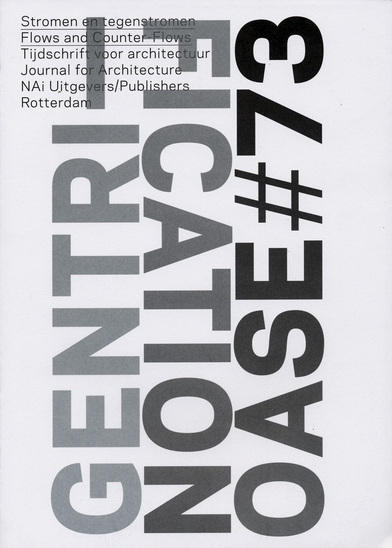 Stromen en tegenstromen
Flows and Counter-Flows
Tijdschrift voor architectuur
Journal for Architecture
NAi Uitgevers/Publishers
Rotterdam
GENTRI–
FICATION
OASE#73